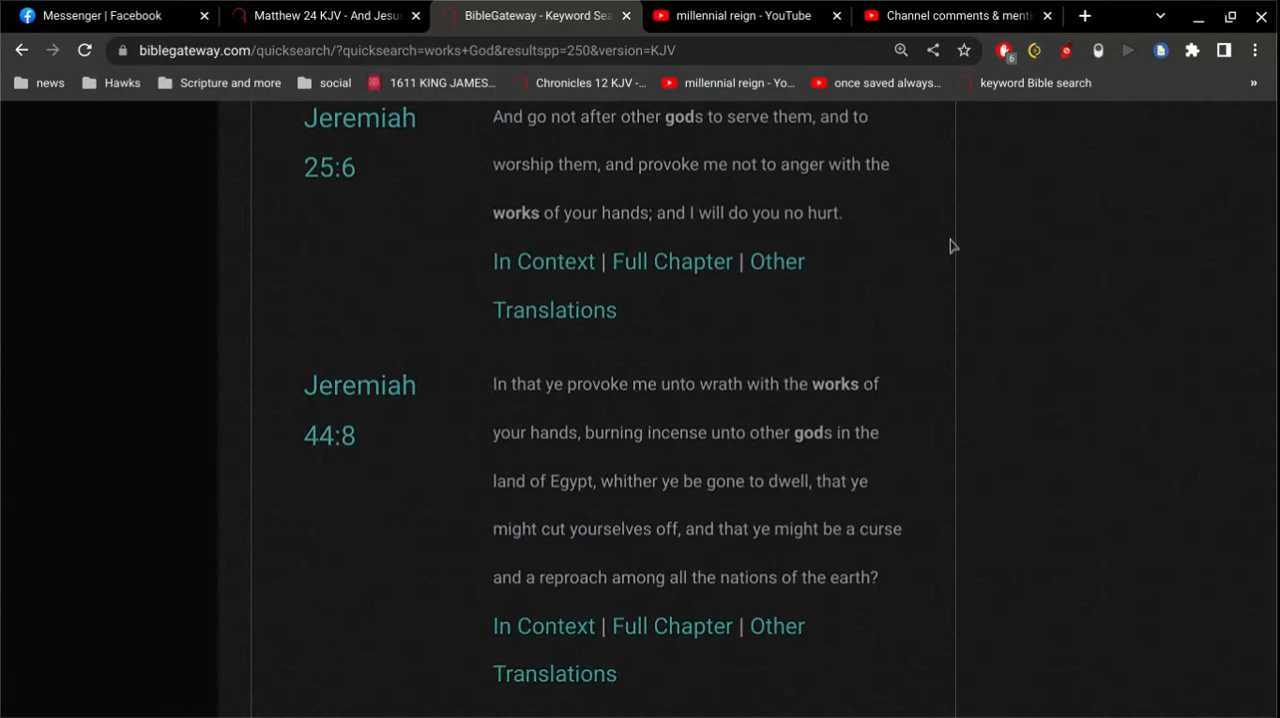 Messenger | Facebook
Matthew 24 KJV - And Jesus
BibleGateway - Keyword Sea
millennial reign - YouTube
Channel comments & menti
biblegateway.com/quicksearch/?quicksearch=works+God&resultspp=250&version=KJV
6
news
Hawks
Scripture and more
social
1611 KING JAMES...
Chronicles 12 KJV -...
millennial reign - Yo...
once saved always...
keyword Bible search
»
Jeremiah
25:6
And go not after other gods to serve them, and to
worship them, and provoke me not to anger with the
works of your hands; and I will do you no hurt.
In Context | Full Chapter | Other
Translations
Jeremiah
44:8
In that ye provoke me unto wrath with the works of
your hands, burning incense unto other gods in the
land of Egypt, whither ye be gone to dwell, that ye
might cut yourselves off, and that ye might be a curse
and a reproach among all the nations of the earth?
In Context | Full Chapter | Other
Translations